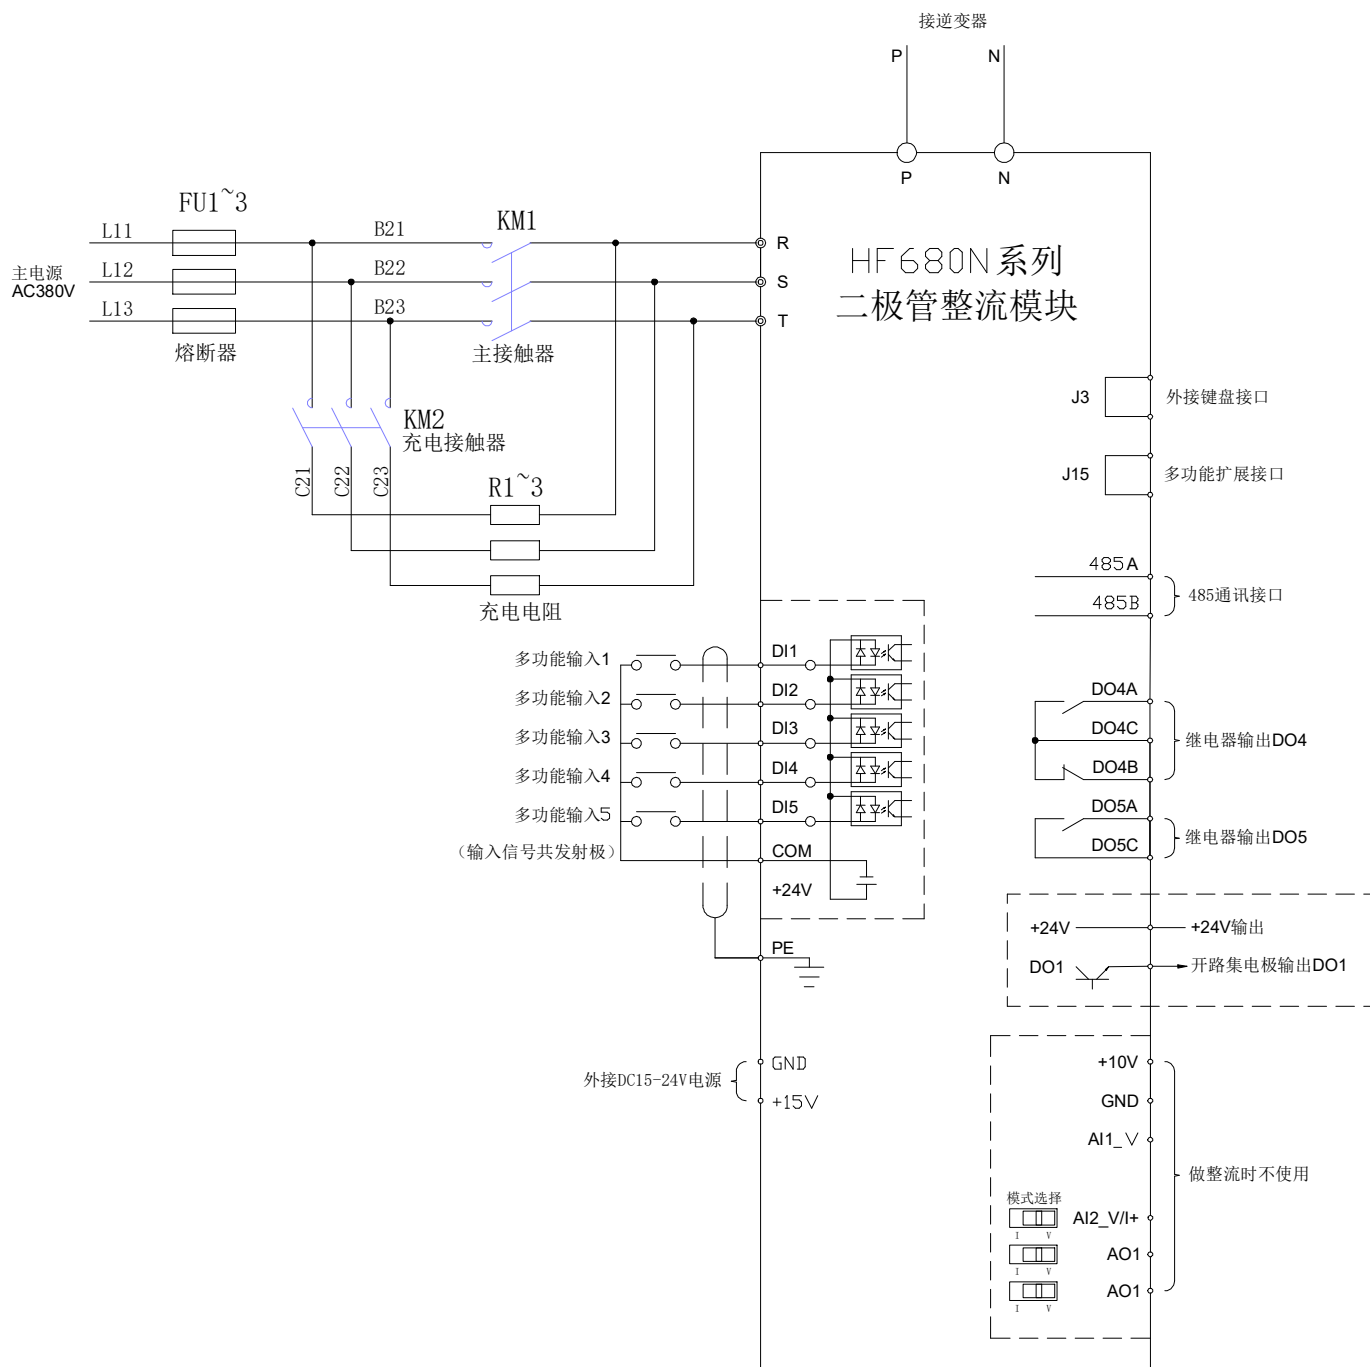 接逆变器
P
N
P
N
FU1~3
KM1
L11
B21
R
L12
B22
S
L13
B23
T
主电源
AC380V
熔断器
主接触器
HF680N系列
二极管整流模块
J3
外接键盘接口
KM2
充电接触器
C21
C22
C23
J15
多功能扩展接口
R1~3
充电电阻
485A
485B
485通讯接口
多功能输入1
DI1
多功能输入2
DI2
多功能输入3
DI3
多功能输入4
DI4
多功能输入5
DI5
(输入信号共发射极)
COM
+24V
PE
DO4A
DO4C
DO4B
继电器输出DO4
DO5A
DO5C
继电器输出DO5
+24V
+24V输出
DO1
开路集电极输出DO1
外接DC15-24V电源
GND
+15V
+10V
GND
AI1_V
做整流时不使用
模式选择
AI2_V/I+
I V
AO1
I V
AO1
I V